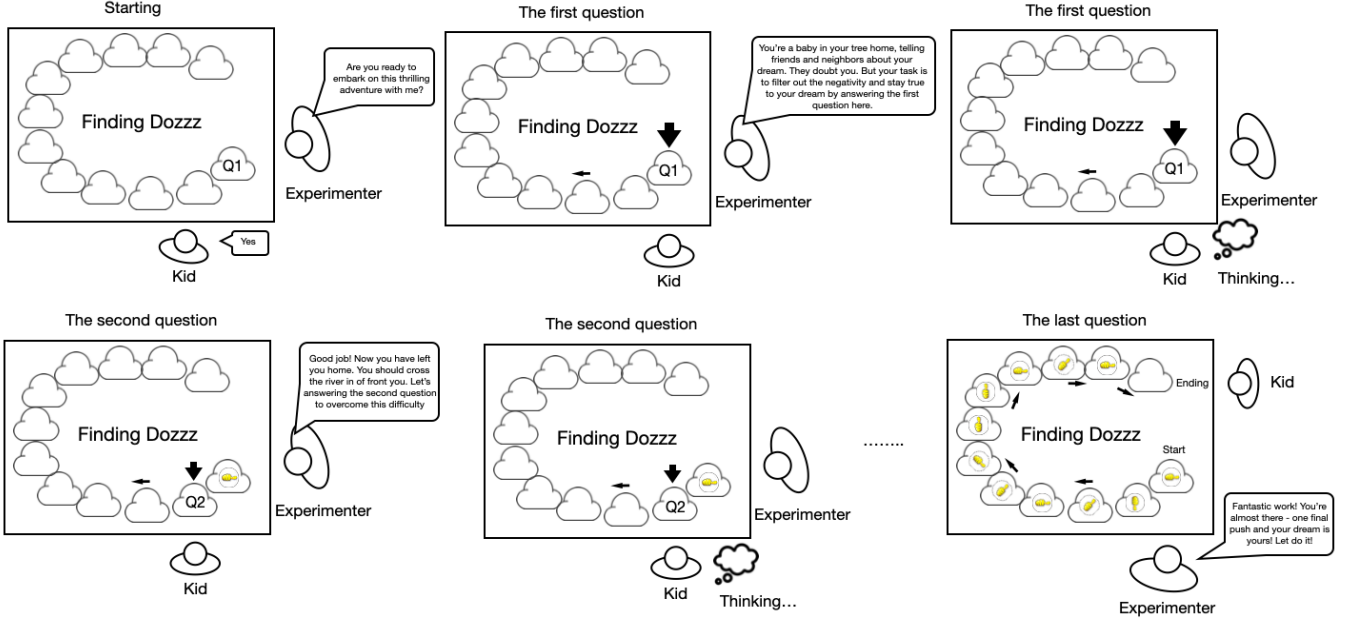 Starting
Are you ready to
embark on this thrilling
adventure with me?
Finding Dozzz
Q1
Experimenter
Yes
Kid
The first question
You're a baby in your tree home, telling
friends and neighbors about your
dream. They doubt you. But your task is
to filter out the negativity and stay true
to your dream by answering the first
question here.
Finding Dozzz
Q1
Experimenter
Kid
The first question
Finding Dozzz
Q1
Experimenter
Kid
Thinking...
The second question
Good job! Now you have left
you home. You should cross
the river in of front you. Let's
answering the second question
to overcome this difficulty
Finding Dozzz
Q2
Experimenter
Kid
The second question
Finding Dozzz
Q2
Experimenter
Kid
Thinking...
........
The last question
Ending
Kid
Finding Dozzz
Start
Fantastic work! You're
almost there - one final
push and your dream is
yours! Let do it!
Experimenter